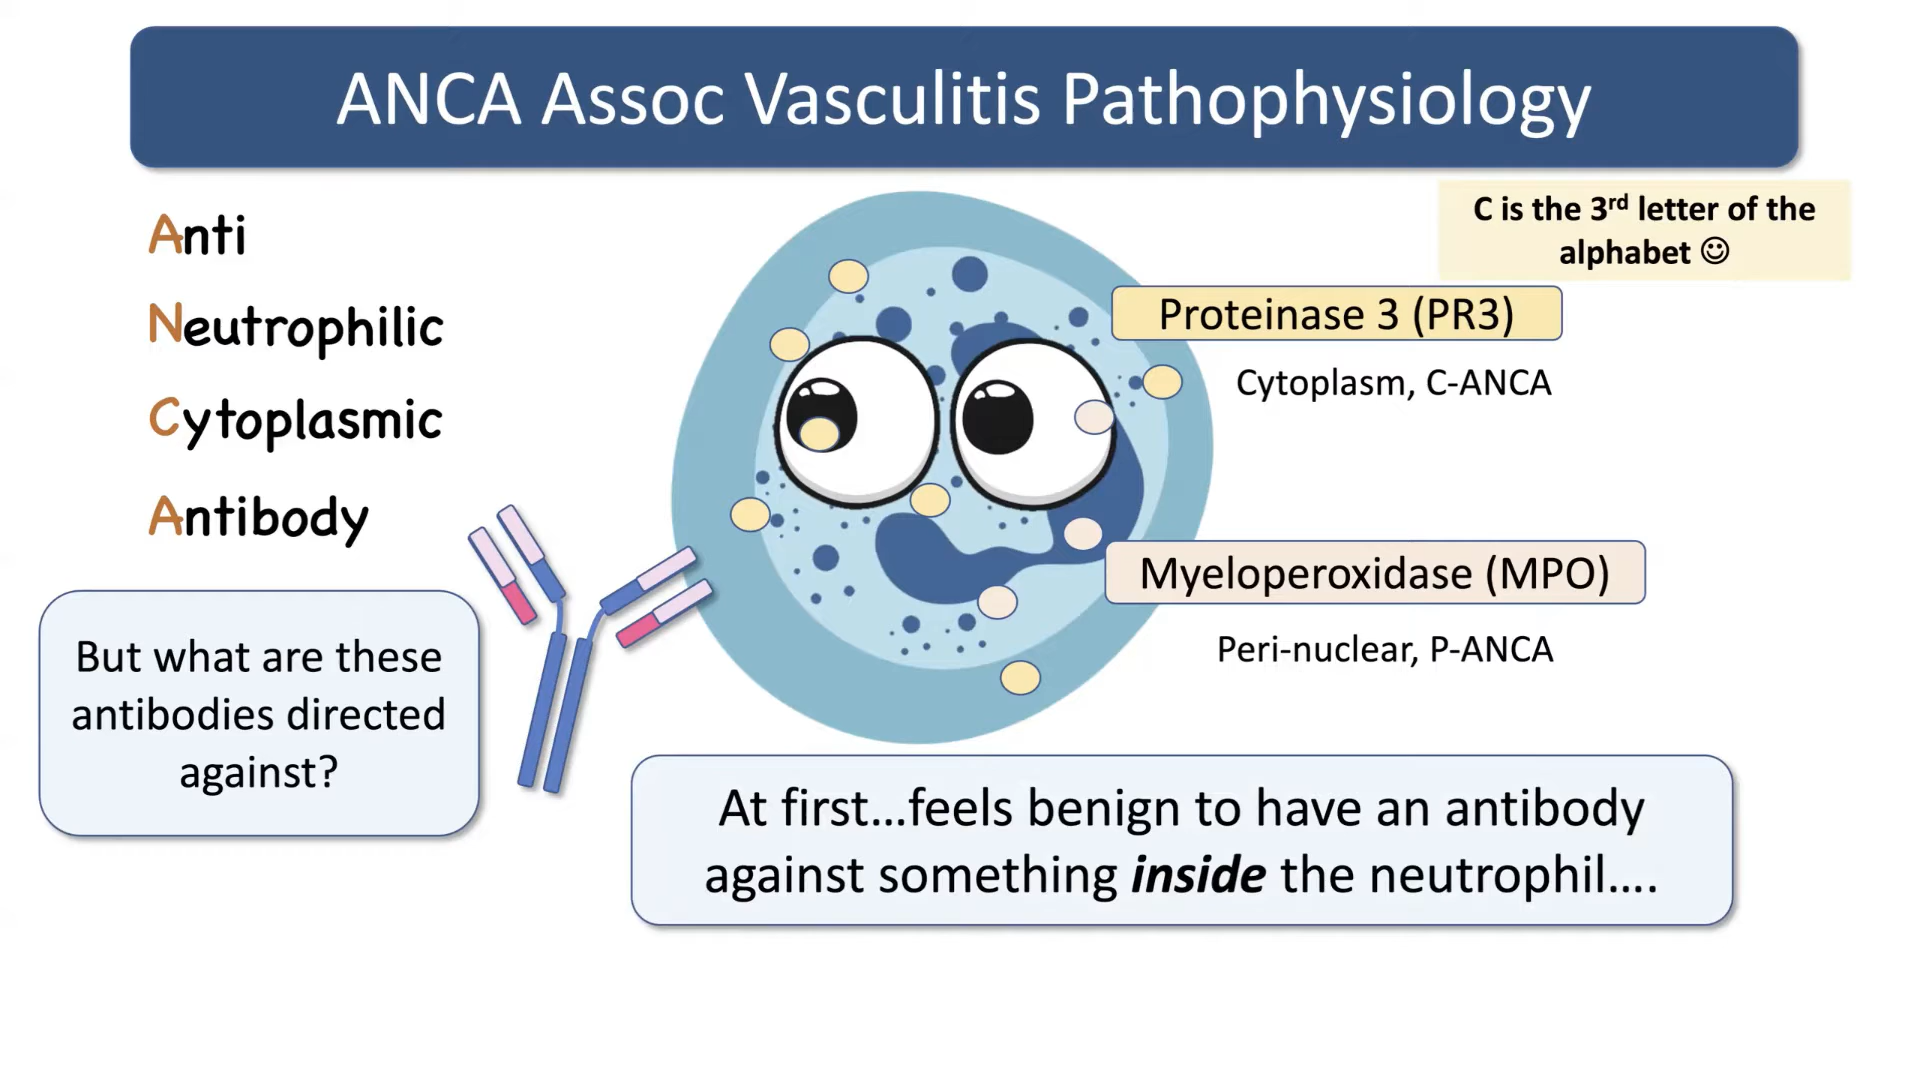 ANCA Assoc Vasculitis Pathophysiology
Anti
Neutrophilic
Cytoplasmic
Antibody
But what are these
antibodies directed
against?
C is the 3rd letter of the
alphabet ☺
Proteinase 3 (PR3)
Cytoplasm, C-ANCA
Myeloperoxidase (MPO)
Peri-nuclear, P-ANCA
At first...feels benign to have an antibody
against something inside the neutrophil....